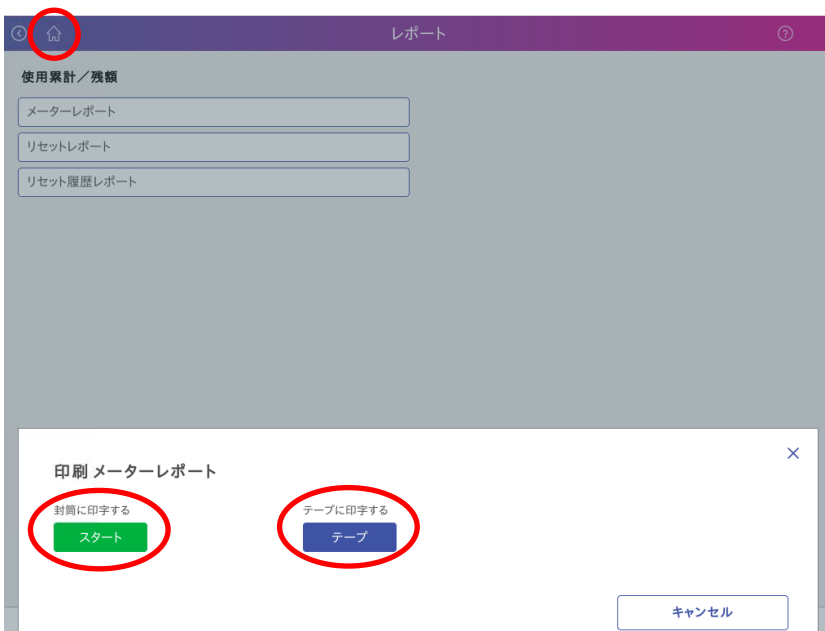 レポート
使用累計／残額
メーターレポート
リセットレポート
リセット履歴レポート
印刷 メーターレポート
封筒に印字する
テープに印字する
スタート
テープ
キャンセル